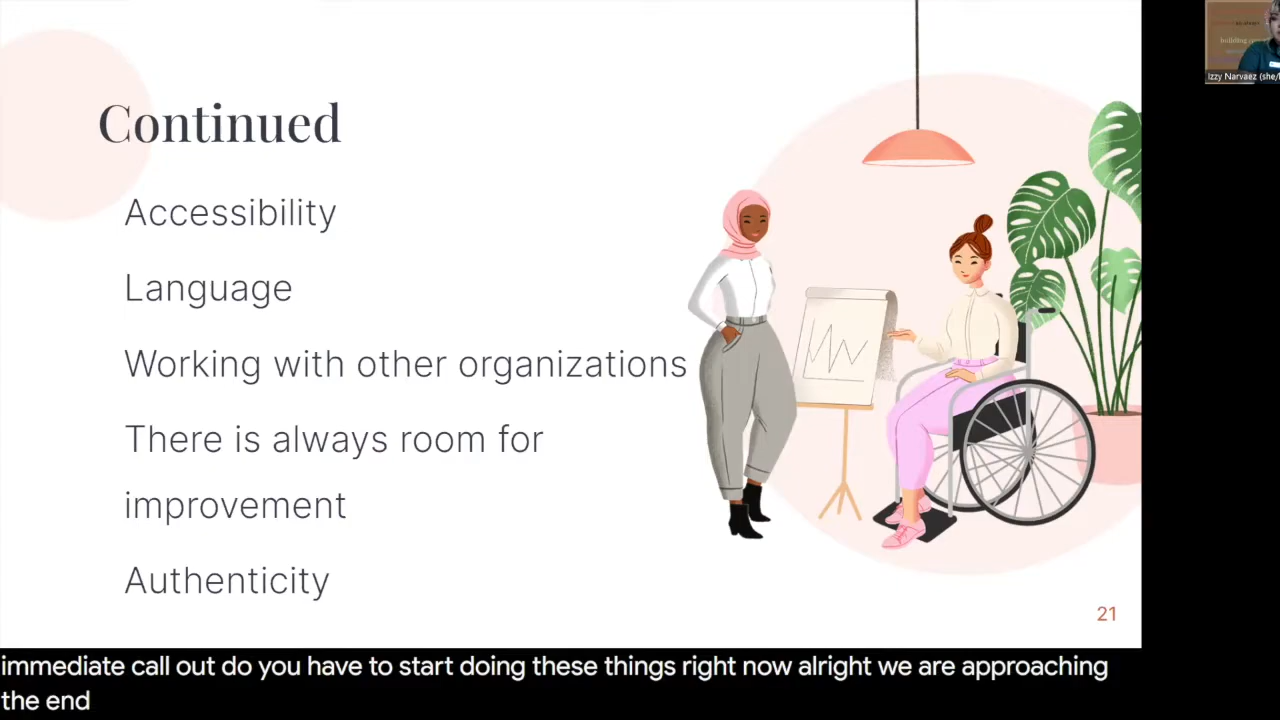 Continued
Accessibility
Language
Working with other organizations
There is always room for
improvement
Authenticity
21
Izzy Narvaez (she/
immediate call out do you have to start doing these things right now alright we are approaching
the end